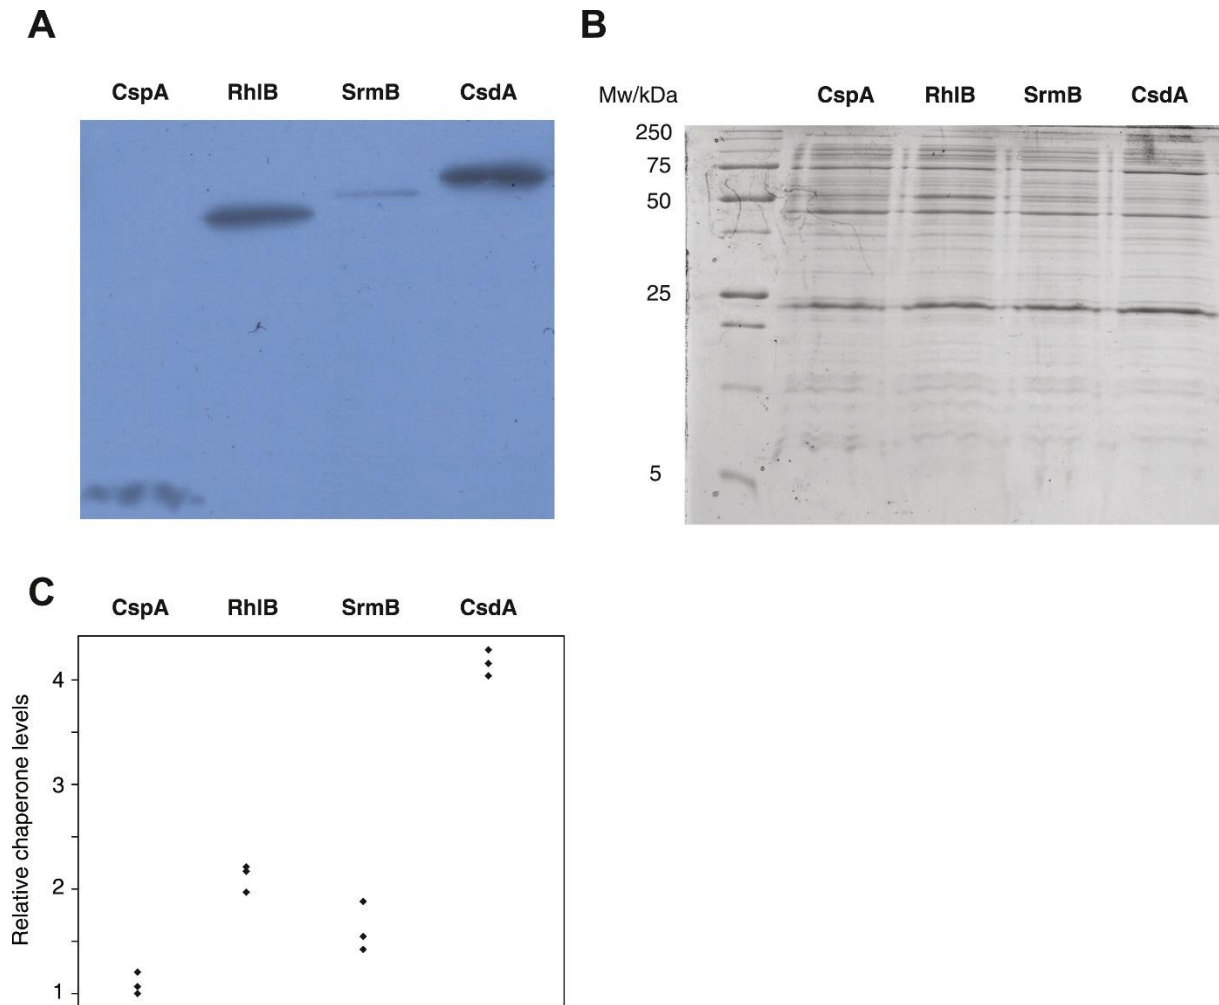 A
CspA RhlB SrmB CsdA
B
Mw/kDa CspA RhlB SrmB CsdA
250
75
50
25
5
C
CspA RhlB SrmB CsdA
Relative chaperone levels
4
3
2
1